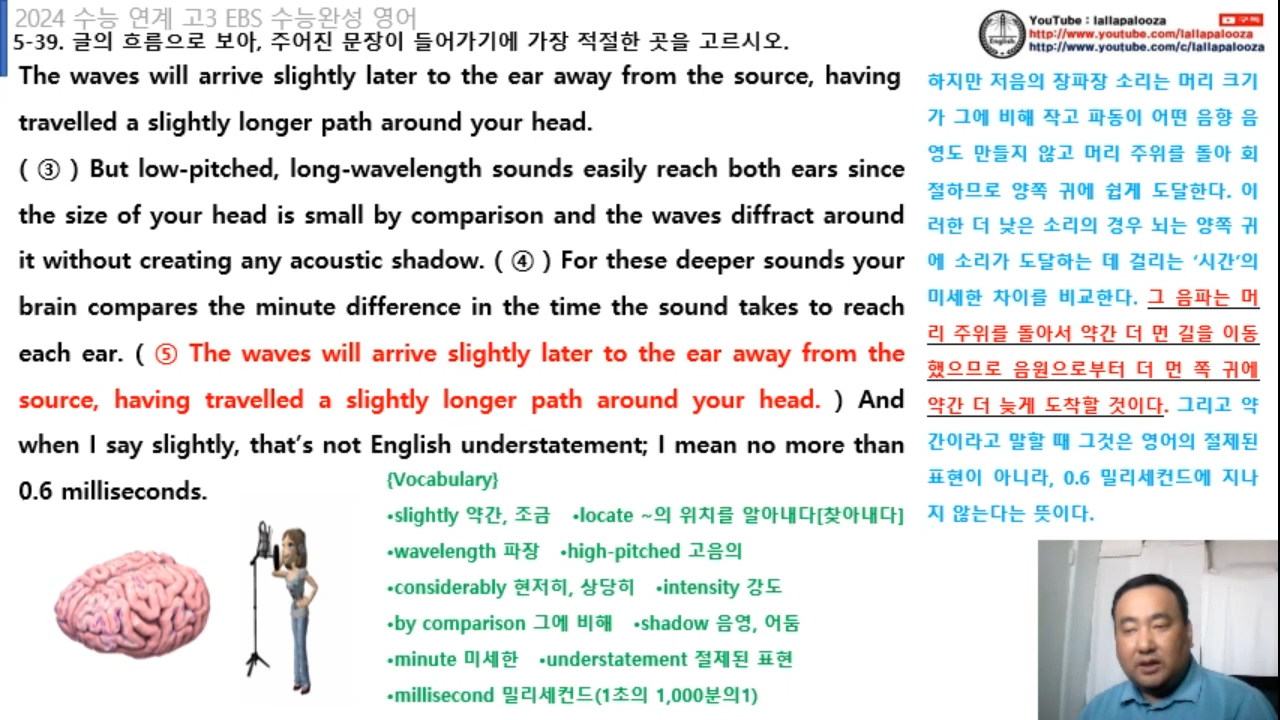 2024 수능 연계 고3 EBS 수능완성 영어
5-39. 글의 흐름으로 보아, 주어진 문장이 들어가기에 가장 적절한 곳을 고르시오.
The waves will arrive slightly later to the ear away from the source, having
travelled a slightly longer path around your head.
( ③ ) But low-pitched, long-wavelength sounds easily reach both ears since
the size of your head is small by comparison and the waves diffract around
it without creating any acoustic shadow. ( ④ ) For these deeper sounds your
brain compares the minute difference in the time the sound takes to reach
each ear. ( ⑤ The waves will arrive slightly later to the ear away from the
source, having travelled a slightly longer path around your head. ) And
when I say slightly, that’s not English understatement; I mean no more than
0.6 milliseconds.
{Vocabulary}
•slightly 약간, 조금 •locate ~의 위치를 알아내다[찾아내다]
•wavelength 파장 •high-pitched 고음의
•considerably 현저히, 상당히 •intensity 강도
•by comparison 그에 비해 •shadow 음영, 어둠
•minute 미세한 •understatement 절제된 표현
•millisecond 밀리세컨드(1초의 1,000분의1)
English
YouTube : lallapalooza
구독
http://www.youtube.com/lallapalooza
http://www.youtube.com/c/lallapalooza
하지만 저음의 장파장 소리는 머리 크기
가 그에 비해 작고 파동이 어떤 음향 음
영도 만들지 않고 머리 주위를 돌아 회
절하므로 양쪽 귀에 쉽게 도달한다. 이
러한 더 낮은 소리의 경우 뇌는 양쪽 귀
에 소리가 도달하는 데 걸리는 ‘시간’의
미세한 차이를 비교한다. 그 음파는 머
리 주위를 돌아서 약간 더 먼 길을 이동
했으므로 음원으로부터 더 먼 쪽 귀에
약간 더 늦게 도착할 것이다. 그리고 약
간이라고 말할 때 그것은 영어의 절제된
표현이 아니라, 0.6 밀리세컨드에 지나
지 않는다는 뜻이다.